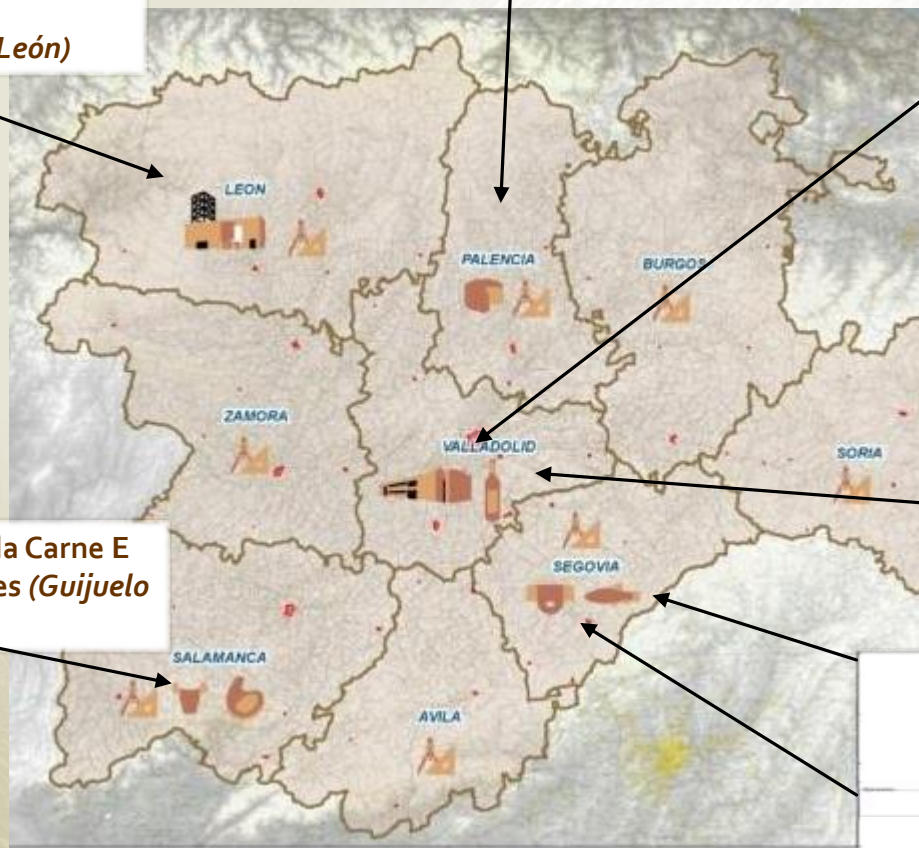 León)
LEON
PALENCIA
BURGOS
ZAMORA
VALLADOLID
SORIA
la Carne E
es (Guijuelo
SEGOVIA
SALAMANCA
AVILA